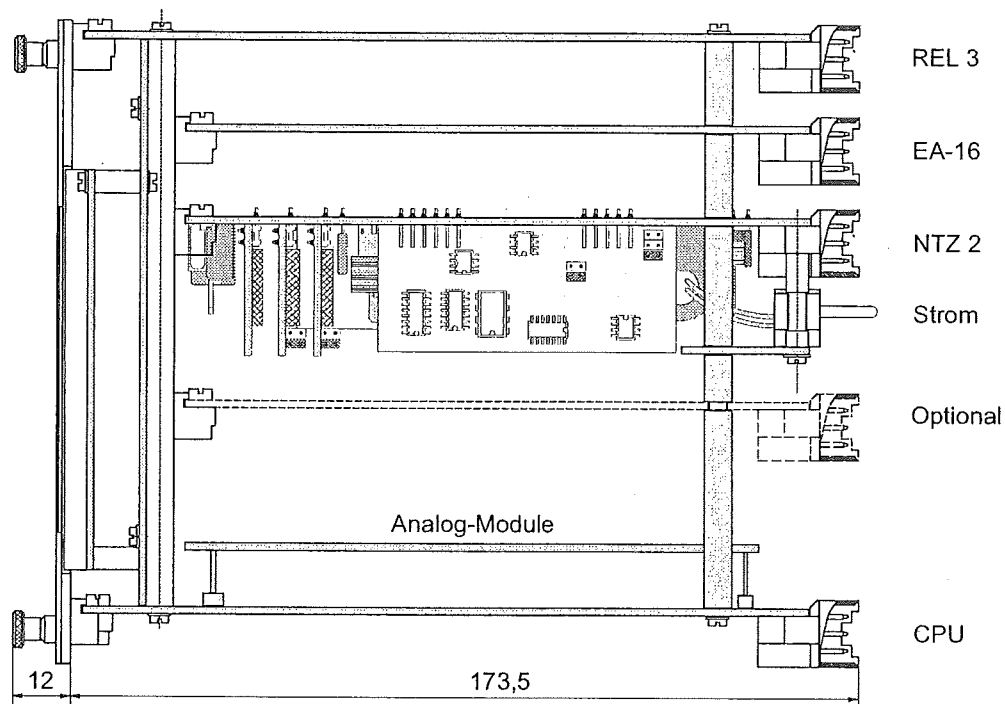 REL 3
EA-16
NTZ 2
Strom
Optional
Analog-Module
CPU
12
173,5